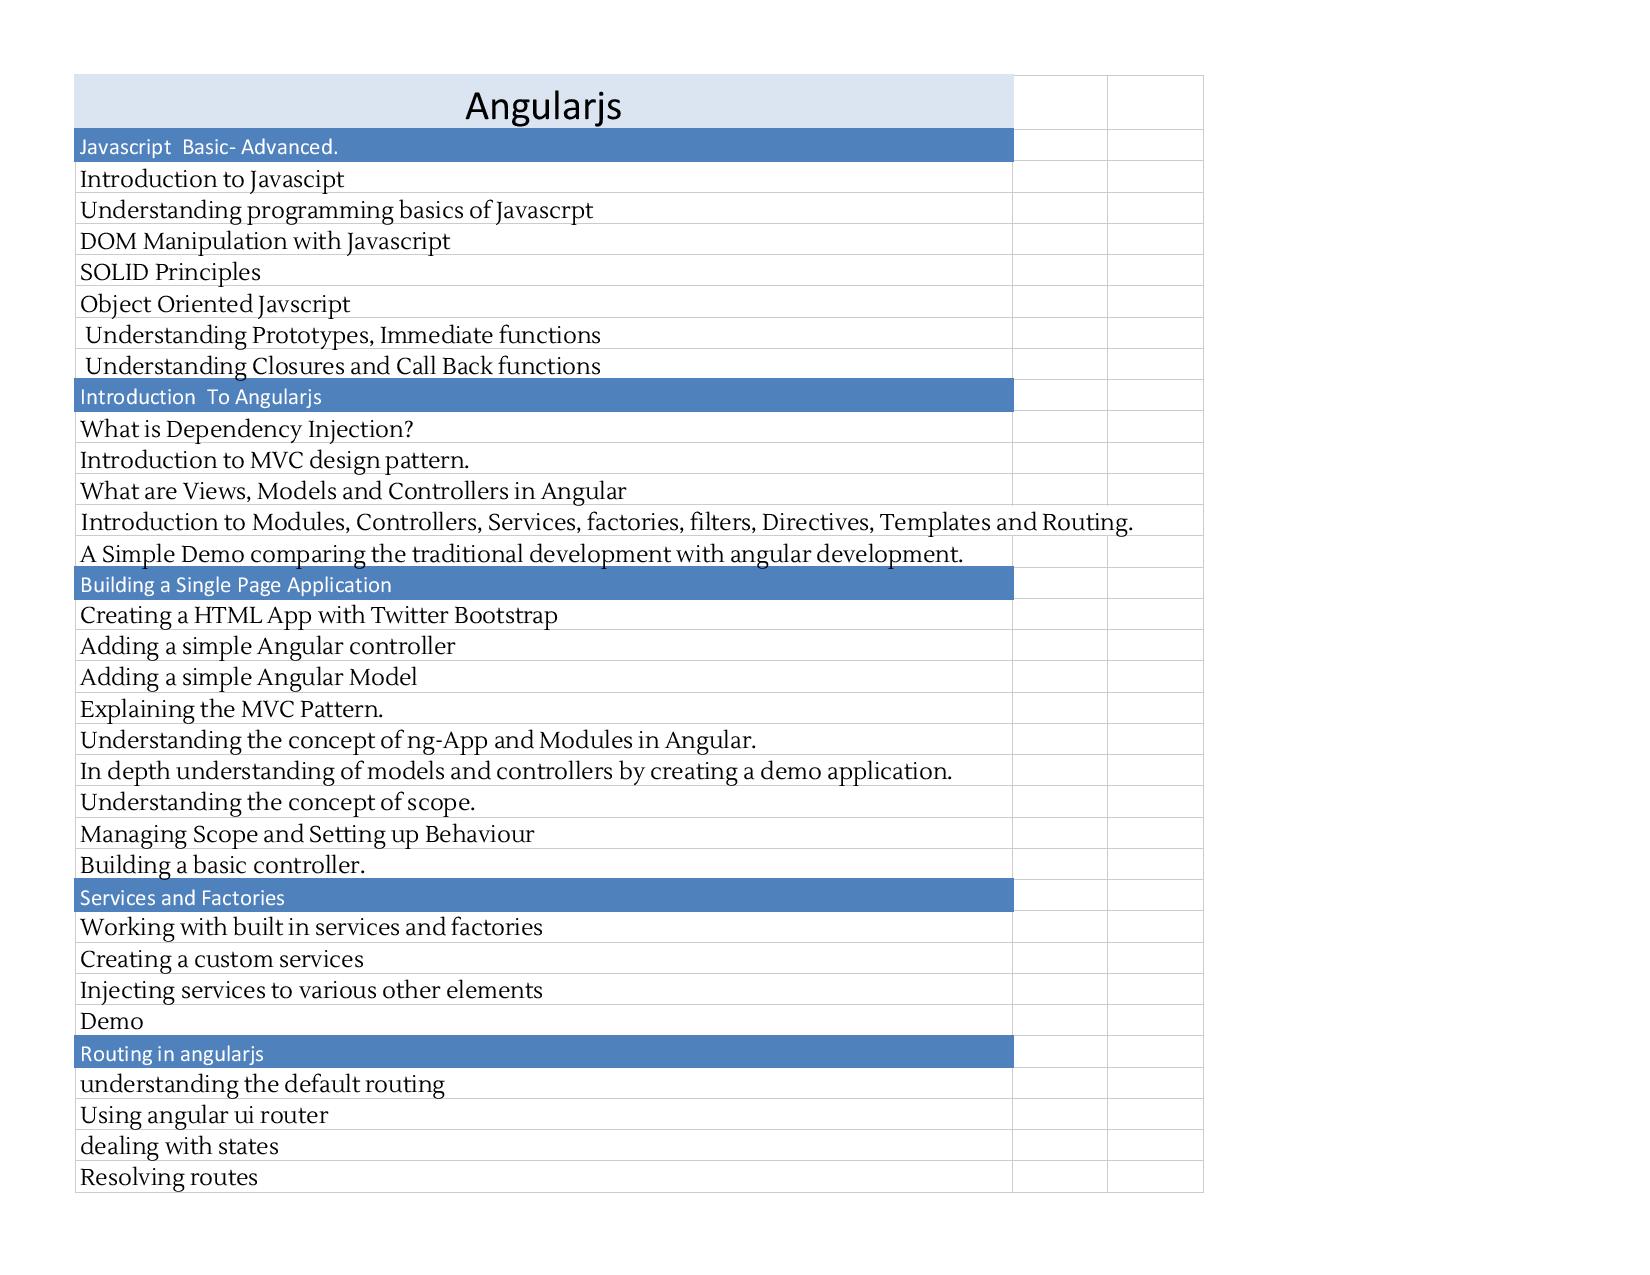 Angularjs
Javascript  Basic- Advanced.
Introduction to Javascipt
Understanding programming basics of Javascrpt
DOM Manipulation with Javascript
SOLID Principles
Object Oriented Javscript
Understanding Prototypes, Immediate functions
Understanding Closures and Call Back functions
Introduction  To Angularjs
What is Dependency Injection?
Introduction to MVC design pattern.
What are Views, Models and Controllers in Angular
Introduction to Modules, Controllers, Services, factories, filters, Directives, Templates and Routing.
A Simple Demo comparing the traditional development with angular development.
Building a Single Page Application
Creating a HTML App with Twitter Bootstrap
Adding a simple Angular controller
Adding a simple Angular Model
Explaining the MVC Pattern.
Understanding the concept of ng-App and Modules in Angular.
In depth understanding of models and controllers by creating a demo application.
Understanding the concept of scope.
Managing Scope and Setting up Behaviour
Building a basic controller.
Services and Factories
Working with built in services and factories
Creating a custom services
Injecting services to various other elements
Demo
Routing in angularjs
understanding the default routing
Using angular ui router
dealing with states
Resolving routes